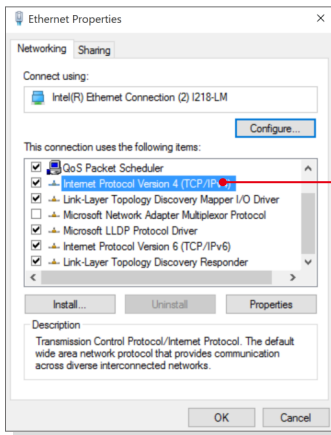 Ethernet Properties
Networking Sharing
Connect using:
Intel(R) Ethernet Connection (2) I218-LM
Configure...
This connection uses the following items:
QoS Packet Scheduler
Internet Protocol Version 4 (TCP/IP
Link-Layer Topology Discovery Mapper I/O Driver
Microsoft Network Adapter Multiplexor Protocol
Microsoft LLDP Protocol Driver
Internet Protocol Version 6 (TCP/IPv6)
Link-Layer Topology Discovery Responder
Install... Uninstall Properties
Description
Transmission Control Protocol/Internet Protocol. The default
wide area network protocol that provides communication
across diverse interconnected networks.
OK Cancel